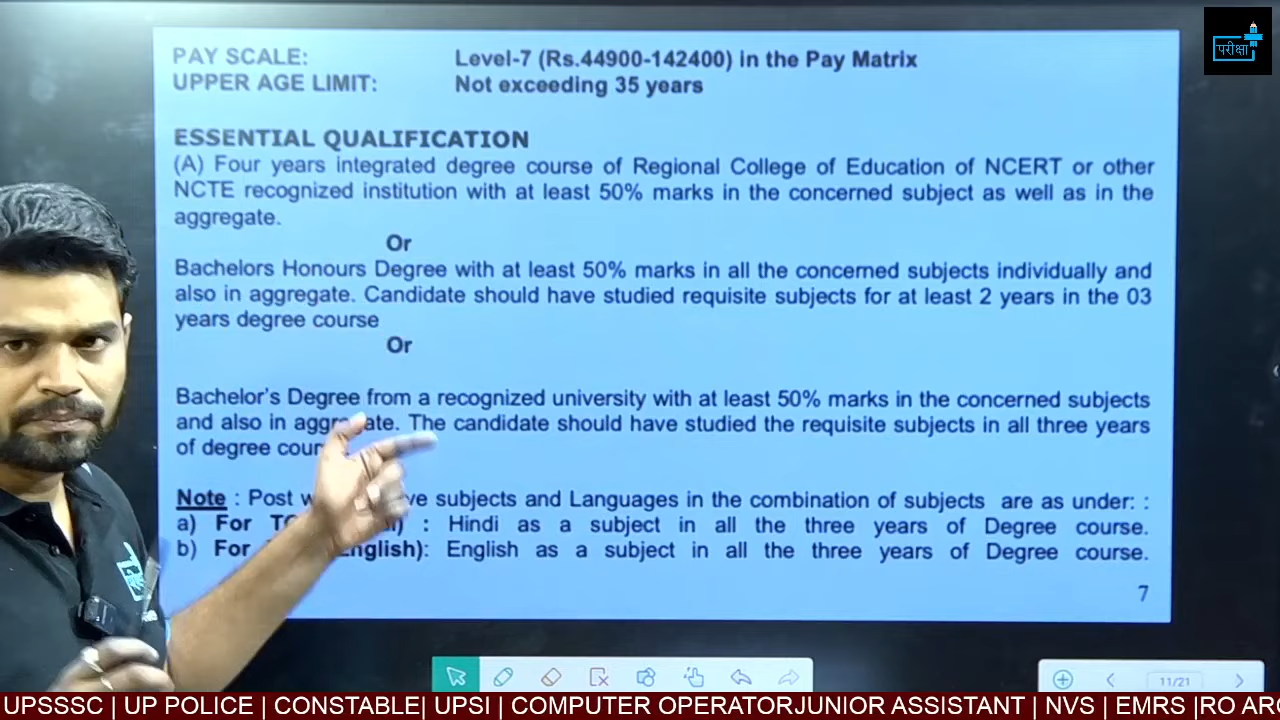 परीक्षा
PAY SCALE: Level-7 (Rs.44900-142400) in the Pay Matrix
UPPER AGE LIMIT: Not exceeding 35 years
ESSENTIAL QUALIFICATION
(A) Four years integrated degree course of Regional College of Education of NCERT or other
NCTE recognized institution with at least 50% marks in the concerned subject as well as in the
aggregate.
Or
Bachelors Honours Degree with at least 50% marks in all the concerned subjects individually and
also in aggregate. Candidate should have studied requisite subjects for at least 2 years in the 03
years degree course
Or
Bachelor's Degree from a recognized university with at least 50% marks in the concerned subjects
and also in aggregate. The candidate should have studied the requisite subjects in all three years
of degree cour
Note : Post subjects and Languages in the combination of subjects are as under: :
a) For : Hindi as a subject in all the three years of Degree course.
b) For English): English as a subject in all the three years of Degree course.
7
11/21
UPSSSC | UP POLICE | CONSTABLE| UPSI | COMPUTER OPERATORJUNIOR ASSISTANT | NVS | EMRS |RO ARO